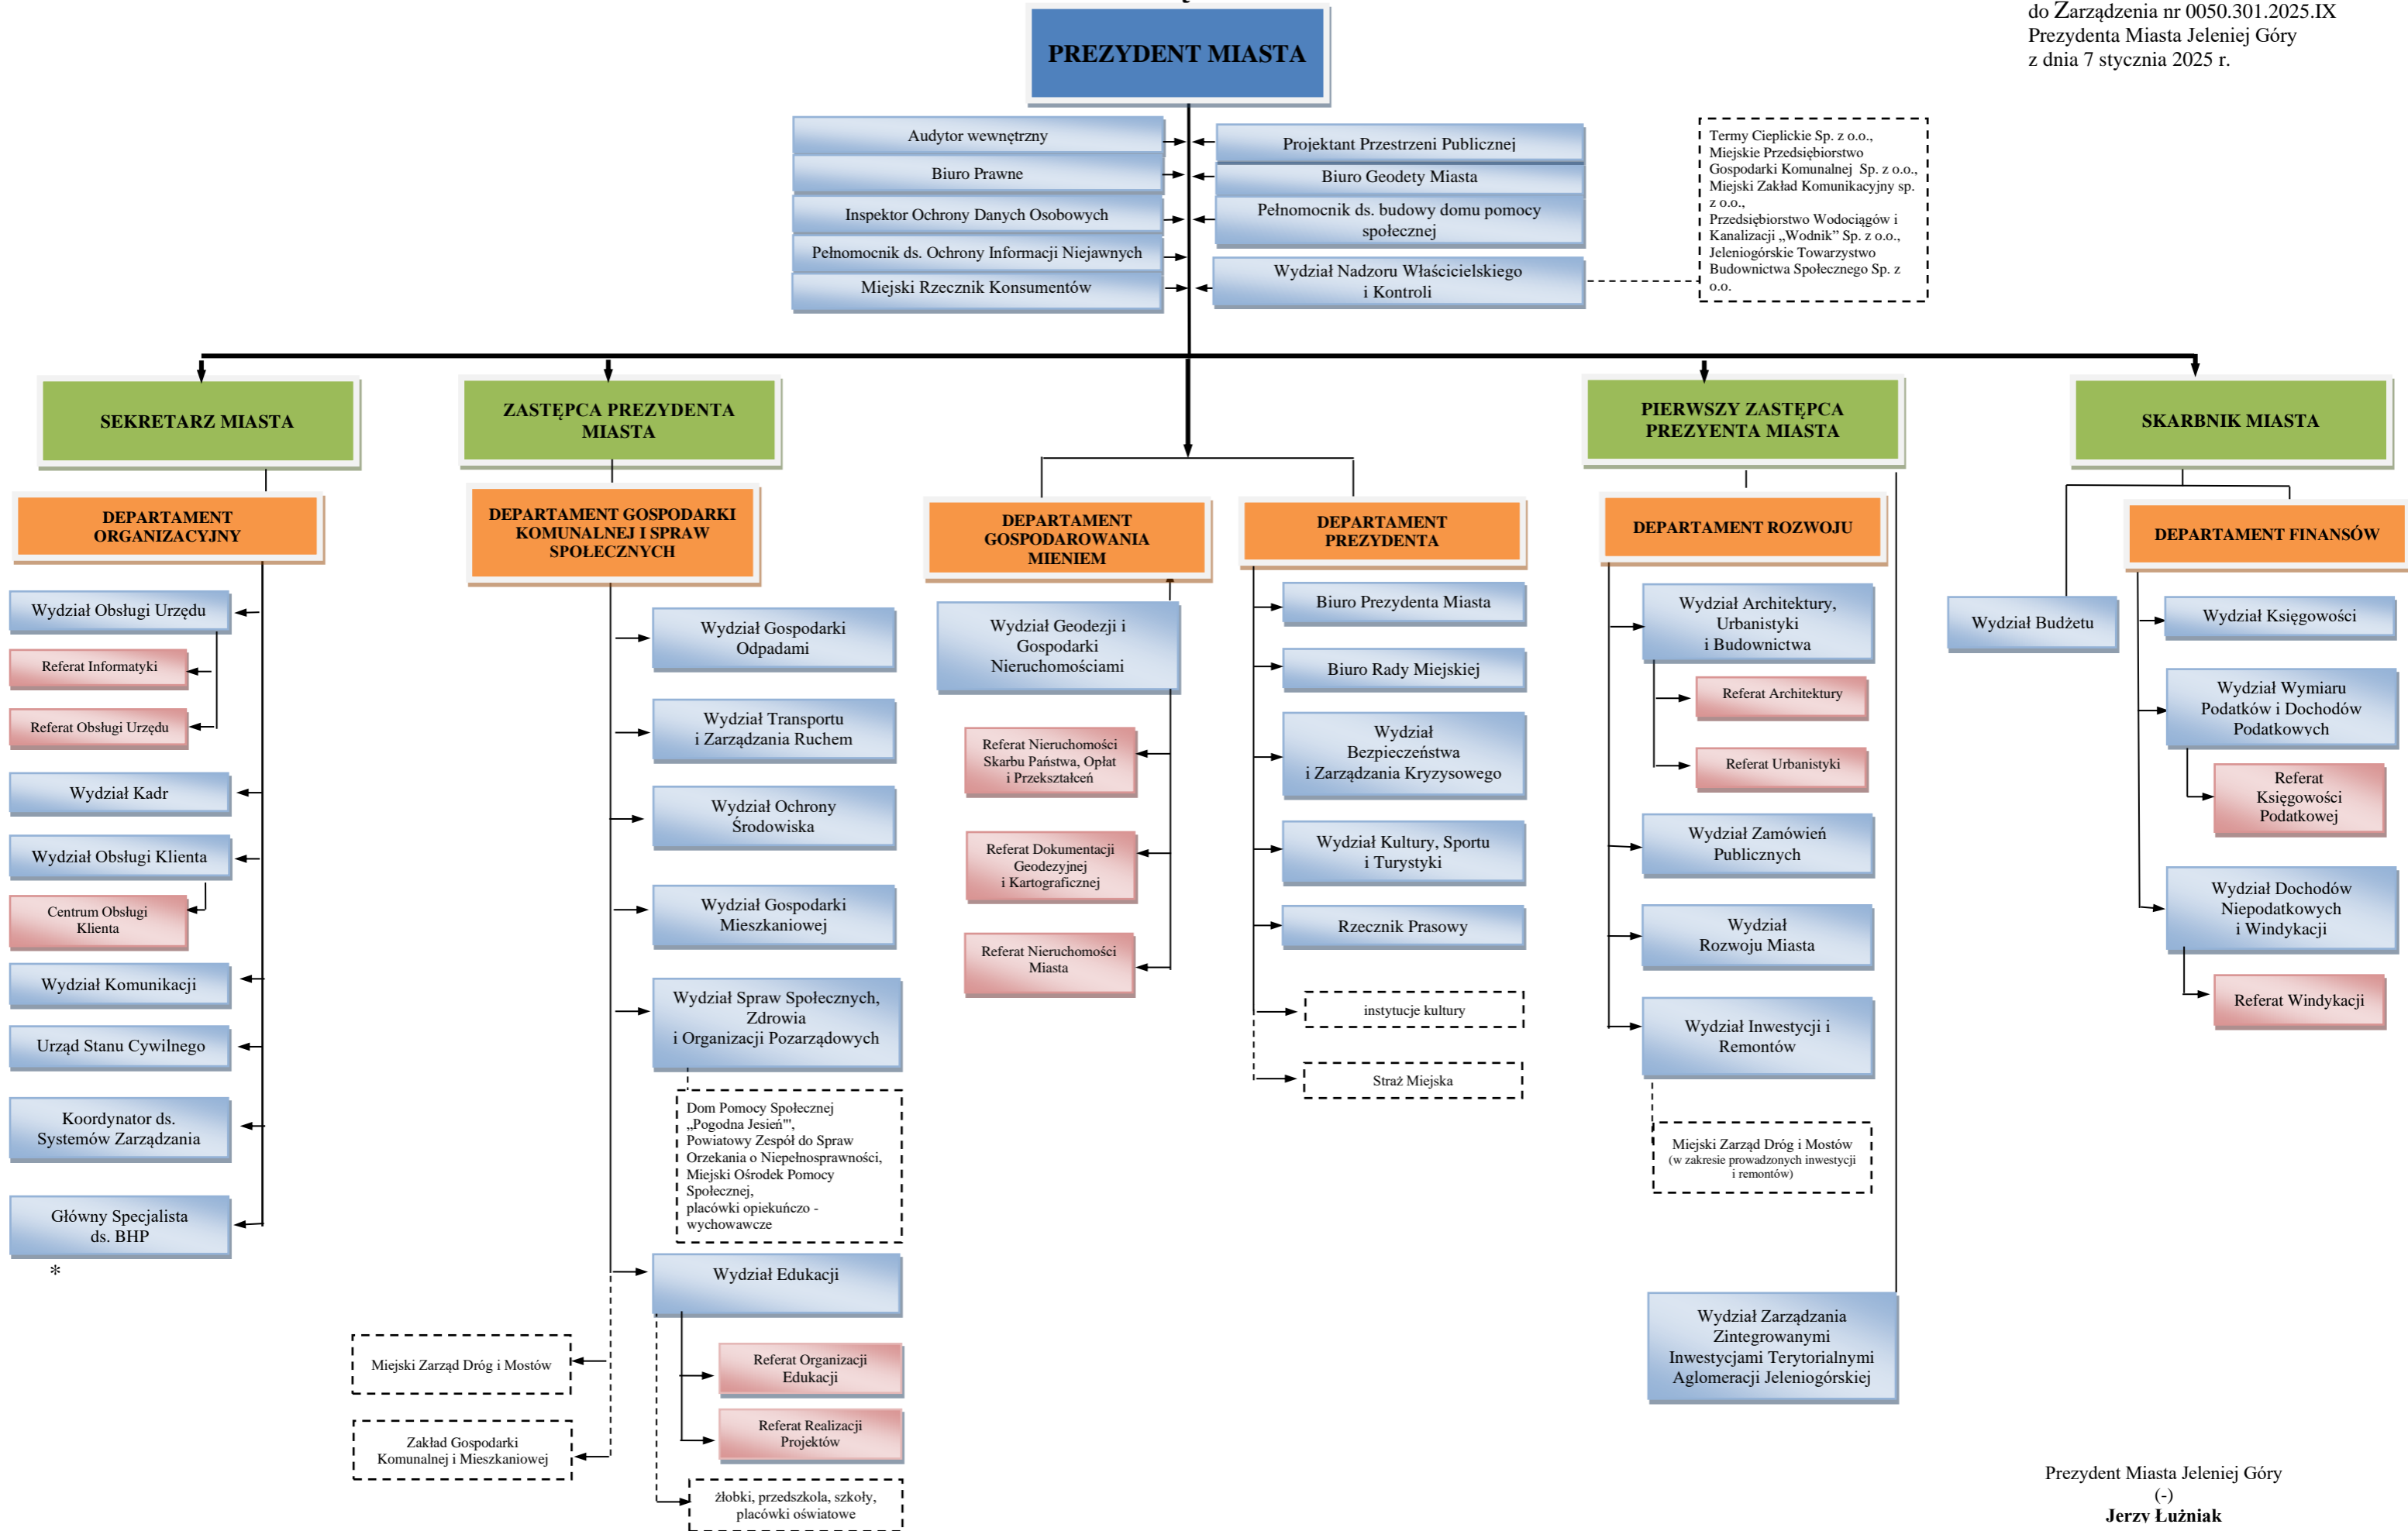 do Zarządzenia nr 0050.301.2025.IX
Prezydenta Miasta Jeleniej Góry
z dnia 7 stycznia 2025 r.
PREZYDENT MIASTA
Audytor wewnętrzny
Biuro Prawne
Inspektor Ochrony Danych Osobowych
Pełnomocnik ds. Ochrony Informacji Niejawnych
Miejski Rzecznik Konsumentów
Projektant Przestrzeni Publicznej
Biuro Geodety Miasta
Pełnomocnik ds. budowy domu pomocy
społecznej
Wydział Nadzoru Właścicielskiego
i Kontroli
Termy Cieplickie Sp. z o.o.,
Miejskie Przedsiębiorstwo
Gospodarki Komunalnej Sp. z o.o.,
Miejski Zakład Komunikacyjny sp.
z o.o.,
Przedsiębiorstwo Wodociągów i
Kanalizacji „Wodnik” Sp. z o.o.,
Jeleniogórskie Towarzystwo
Budownictwa Społecznego Sp. z
o.o.
SEKRETARZ MIASTA
DEPARTAMENT
ORGANIZACYJNY
Wydział Obsługi Urzędu
Referat Informatyki
Referat Obsługi Urzędu
Wydział Kadr
Wydział Obsługi Klienta
Centrum Obsługi
Klienta
Wydział Komunikacji
Urząd Stanu Cywilnego
Koordynator ds.
Systemów Zarządzania
Główny Specjalista
ds. BHP
*
ZASTĘPCA PREZYDENTA
MIASTA
DEPARTAMENT GOSPODARKI
KOMUNALNEJ I SPRAW
SPOŁECZNYCH
Wydział Gospodarki
Odpadami
Wydział Transportu
i Zarządzania Ruchem
Wydział Ochrony
Środowiska
Wydział Gospodarki
Mieszkaniowej
Wydział Spraw Społecznych,
Zdrowia
i Organizacji Pozarządowych
Dom Pomocy Społecznej
„Pogodna Jesień'",
Powiatowy Zespół do Spraw
Orzekania o Niepełnosprawności,
Miejski Ośrodek Pomocy
Społecznej,
placówki opiekuńczo -
wychowawcze
Wydział Edukacji
Referat Organizacji
Edukacji
Referat Realizacji
Projektów
żłobki, przedszkola, szkoły,
placówki oświatowe
Miejski Zarząd Dróg i Mostów
Zakład Gospodarki
Komunalnej i Mieszkaniowej
DEPARTAMENT
GOSPODAROWANIA
MIENIEM
Wydział Geodezji i
Gospodarki
Nieruchomościami
Referat Nieruchomości
Skarbu Państwa, Opłat
i Przekształceń
Referat Dokumentacji
Geodezyjnej
i Kartograficznej
Referat Nieruchomości
Miasta
DEPARTAMENT
PREZYDENTA
Biuro Prezydenta Miasta
Biuro Rady Miejskiej
Wydział
Bezpieczeństwa
i Zarządzania Kryzysowego
Wydział Kultury, Sportu
i Turystyki
Rzecznik Prasowy
instytucje kultury
Straż Miejska
PIERWSZY ZASTĘPCA
PREZYENTA MIASTA
DEPARTAMENT ROZWOJU
Wydział Architektury,
Urbanistyki
i Budownictwa
Referat Architektury
Referat Urbanistyki
Wydział Zamówień
Publicznych
Wydział
Rozwoju Miasta
Wydział Inwestycji i
Remontów
Miejski Zarząd Dróg i Mostów
(w zakresie prowadzonych inwestycji
i remontów)
Wydział Zarządzania
Zintegrowanymi
Inwestycjami Terytorialnymi
Aglomeracji Jeleniogórskiej
SKARBNIK MIASTA
Wydział Budżetu
DEPARTAMENT FINANSÓW
Wydział Księgowości
Wydział Wymiaru
Podatków i Dochodów
Podatkowych
Referat
Księgowości
Podatkowej
Wydział Dochodów
Niepodatkowych
i Windykacji
Referat Windykacji
Prezydent Miasta Jeleniej Góry
(-)
Jerzy Łużniak